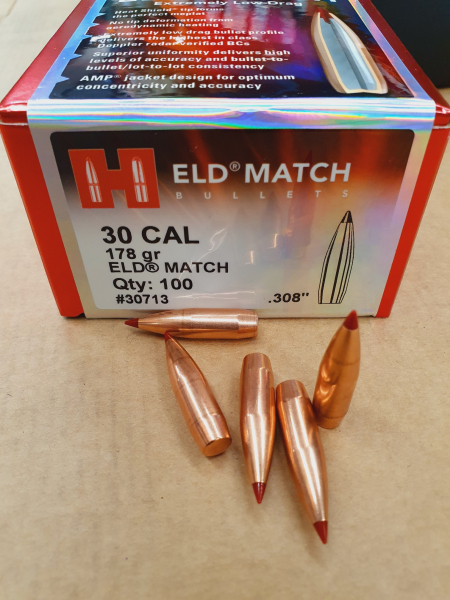 Extremely Low-Drag
Heat Shield® tip forms
the perfect meplat
No tip deformation from
aerodynamic heating
Extremely low drag bullet profile
delivers the highest in class
Doppler radar verified BCs
Superior uniformity delivers high
levels of accuracy and bullet-to-
bullet/lot-to-lot consistency
AMP® jacket design for optimum
concentricity and accuracy
H
ELD® MATCH
BULLETS
30 CAL
178 gr
ELD® MATCH
Qty: 100
#30713
.308"